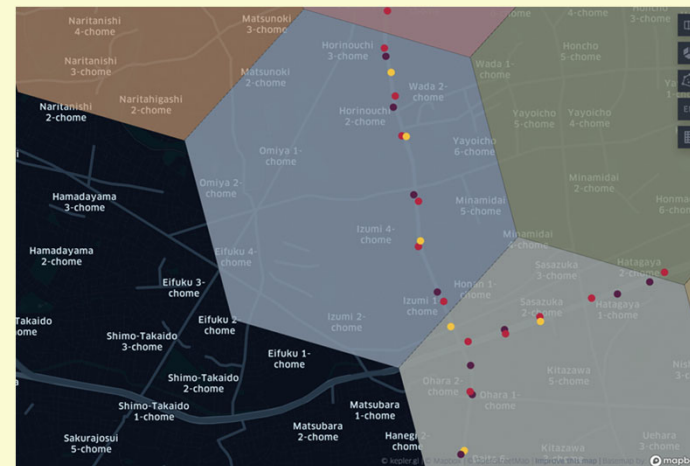 Naritanishi
4-chome
Matsunoki
3-chome
Horinouchi
3-chome
Honcho
5-chome
Wada 1-
chome
Naritanishi
3-chome
Matsunoki
2-chome
Naritanishi
2-chome
Naritahigashi
2-chome
Wada 2-
chome
Horinouchi
2-chome
Yayoicho
5-chome
Yayoicho
4-chome
Yayoicho
6-chome
Omiya 1-
chome
Omiya 2-
chome
Minamidai
2-chome
Hamadayama
3-chome
Minamidai
5-chome
Izumi 4-
chome
Minamidai
4-chome
Hamadayama
2-chome
Eifuku 4-
chome
Sasazuka
3-chome
Hatagaya
2-chome
Eifuku 3-
chome
Honan 1-
chome
Izumi 1-
chome
Sasazuka
2-chome
Hatagaya
1-chome
Takaido
Eifuku 2
chome
Izumi 2-
chome
Shimo-Takaido
3-chome
Eifuku 1-
chome
Shimo-Takaido
2-chome
Ohara 2-
chome
Ohara 1-
chome
Kitazawa
5-chome
Shimo-Takaido
1-chome
Matsubara
1-chome
Matsubara
2-chome
Hanegi 2-
chome
Sakurajosui
5-chome
Kitazawa
Uehara
3-chome
© kepler.gl
mapb